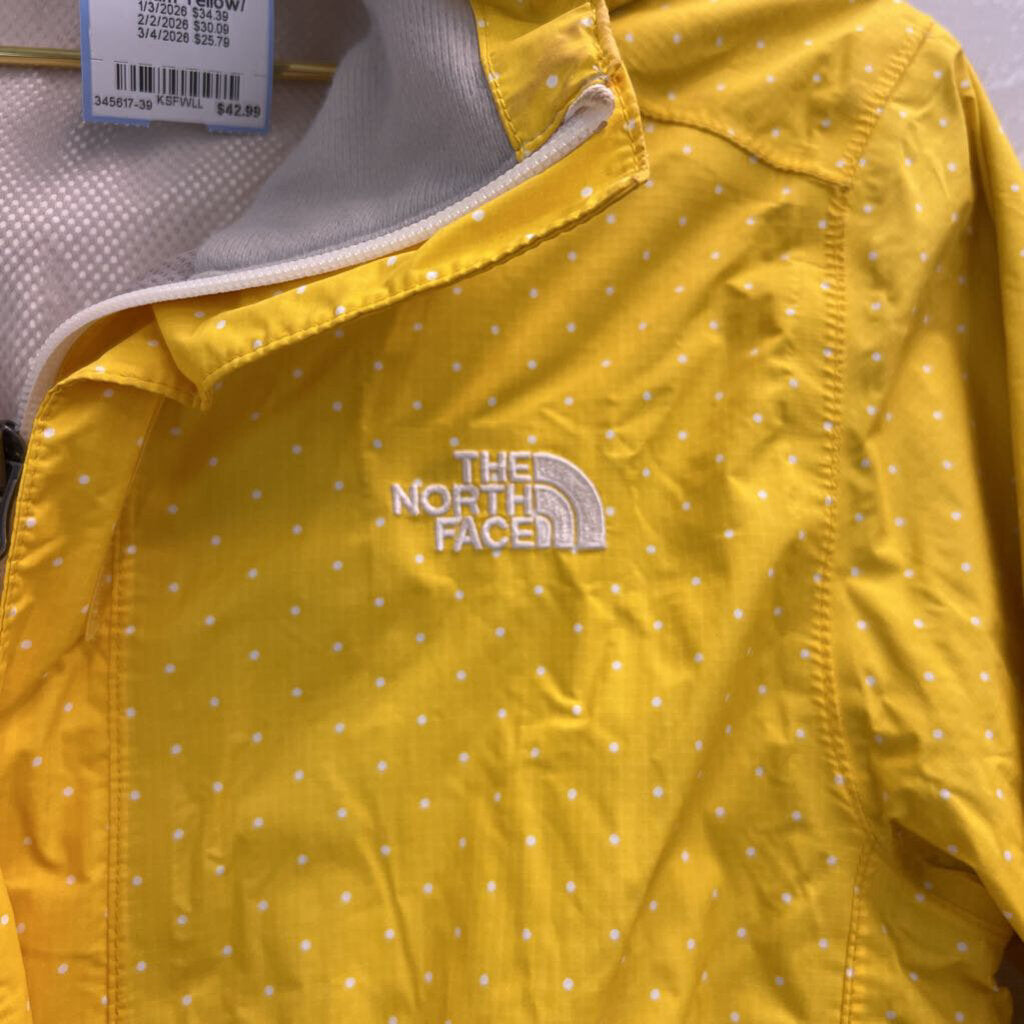 Yellow/
1/3/2026 $34.39
2/2/2026 $30.09
3/4/2026 $25.79
345617-39 KSFWLL $42.99
THE
NORTH
FACE